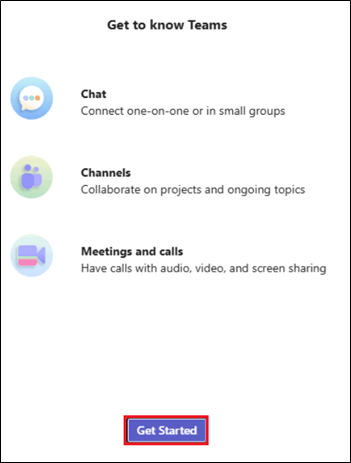 Get to know Teams
Chat
Connect one-on-one or in small groups
Channels
Collaborate on projects and ongoing topics
Meetings and calls
Have calls with audio, video, and screen sharing
Get Started